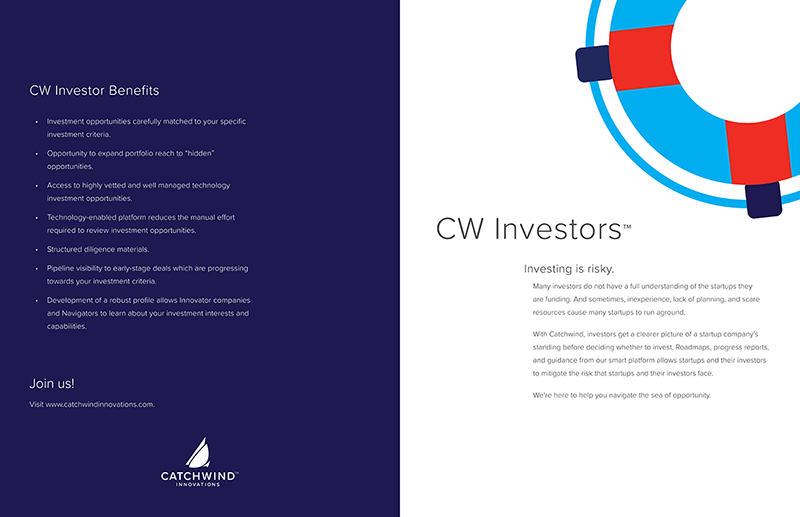 CW Investor Benefits
• Investment opportunities carefully matched to your specific
investment criteria.
• Opportunity to expand portfolio reach to “hidden”
opportunities.
• Access to highly vetted and well managed technology
investment opportunities.
• Technology-enabled platform reduces the manual effort
required to review investment opportunities.
• Structured diligence materials.
• Pipeline visibility to early-stage deals which are progressing
towards your investment criteria.
• Development of a robust profile allows Innovator companies
and Navigators to learn about your investment interests and
capabilities.
Join us!
Visit www.catchwindinnovations.com.
CATCHWIND™
INNOVATIONS
CW Investors™
Investing is risky.
Many investors do not have a full understanding of the startups they
are funding. And sometimes, inexperience, lack of planning, and scare
resources cause many startups to run aground.
With Catchwind, investors get a clearer picture of a startup company's
standing before deciding whether to invest. Roadmaps, progress reports,
and guidance from our smart platform allows startups and their investors
to mitigate the risk that startups and their investors face.
We're here to help you navigate the sea of opportunity.